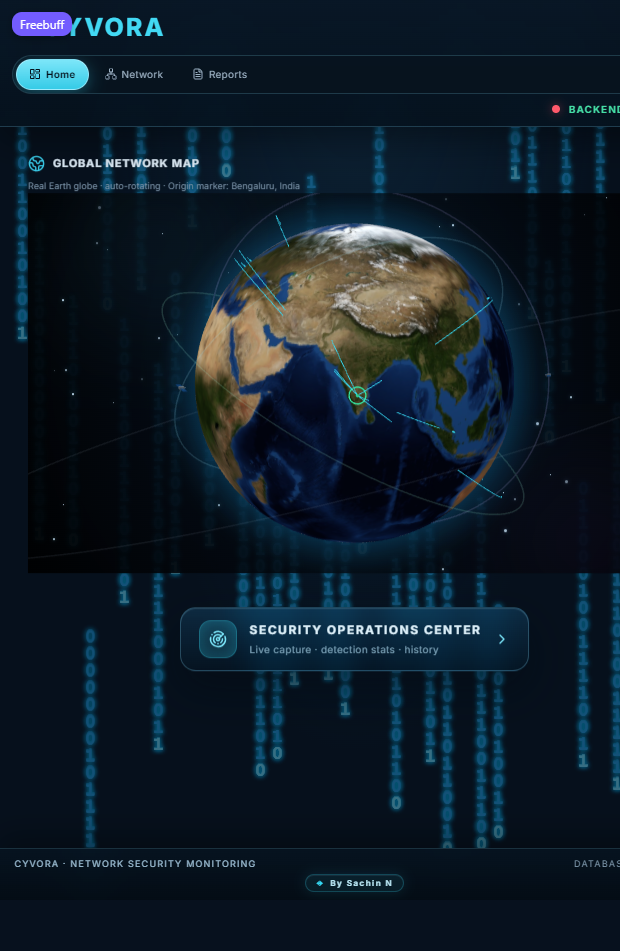 Freebuff
YVORA
Home
Network
Reports
BACKEND
GLOBAL NETWORK MAP
Real Earth globe · auto-rotating · Origin marker: Bengaluru, India
SECURITY OPERATIONS CENTER
Live capture · detection stats · history
CYVORA · NETWORK SECURITY MONITORING
DATABAS
By Sachin N